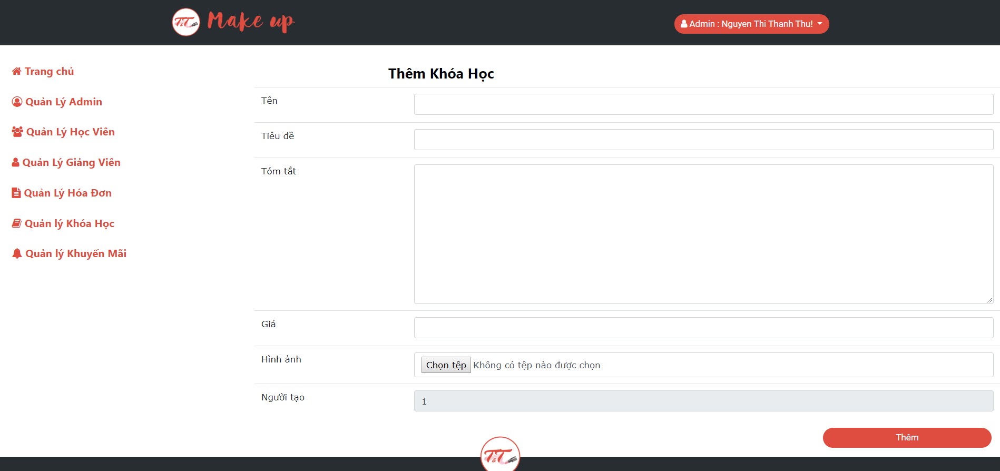 T&T Make up
Admin : Nguyen Thi Thanh Thu!
Trang chủ
Quản Lý Admin
Quản Lý Học Viên
Quản Lý Giảng Viên
Quản Lý Hóa Đơn
Quản lý Khóa Học
Quản lý Khuyến Mãi
Thêm Khóa Học
Tên
Tiêu đề
Tóm tắt
Giá
Hình ảnh
Chọn tệp Không có tệp nào được chọn
Người tạo
1
Thêm
T&T